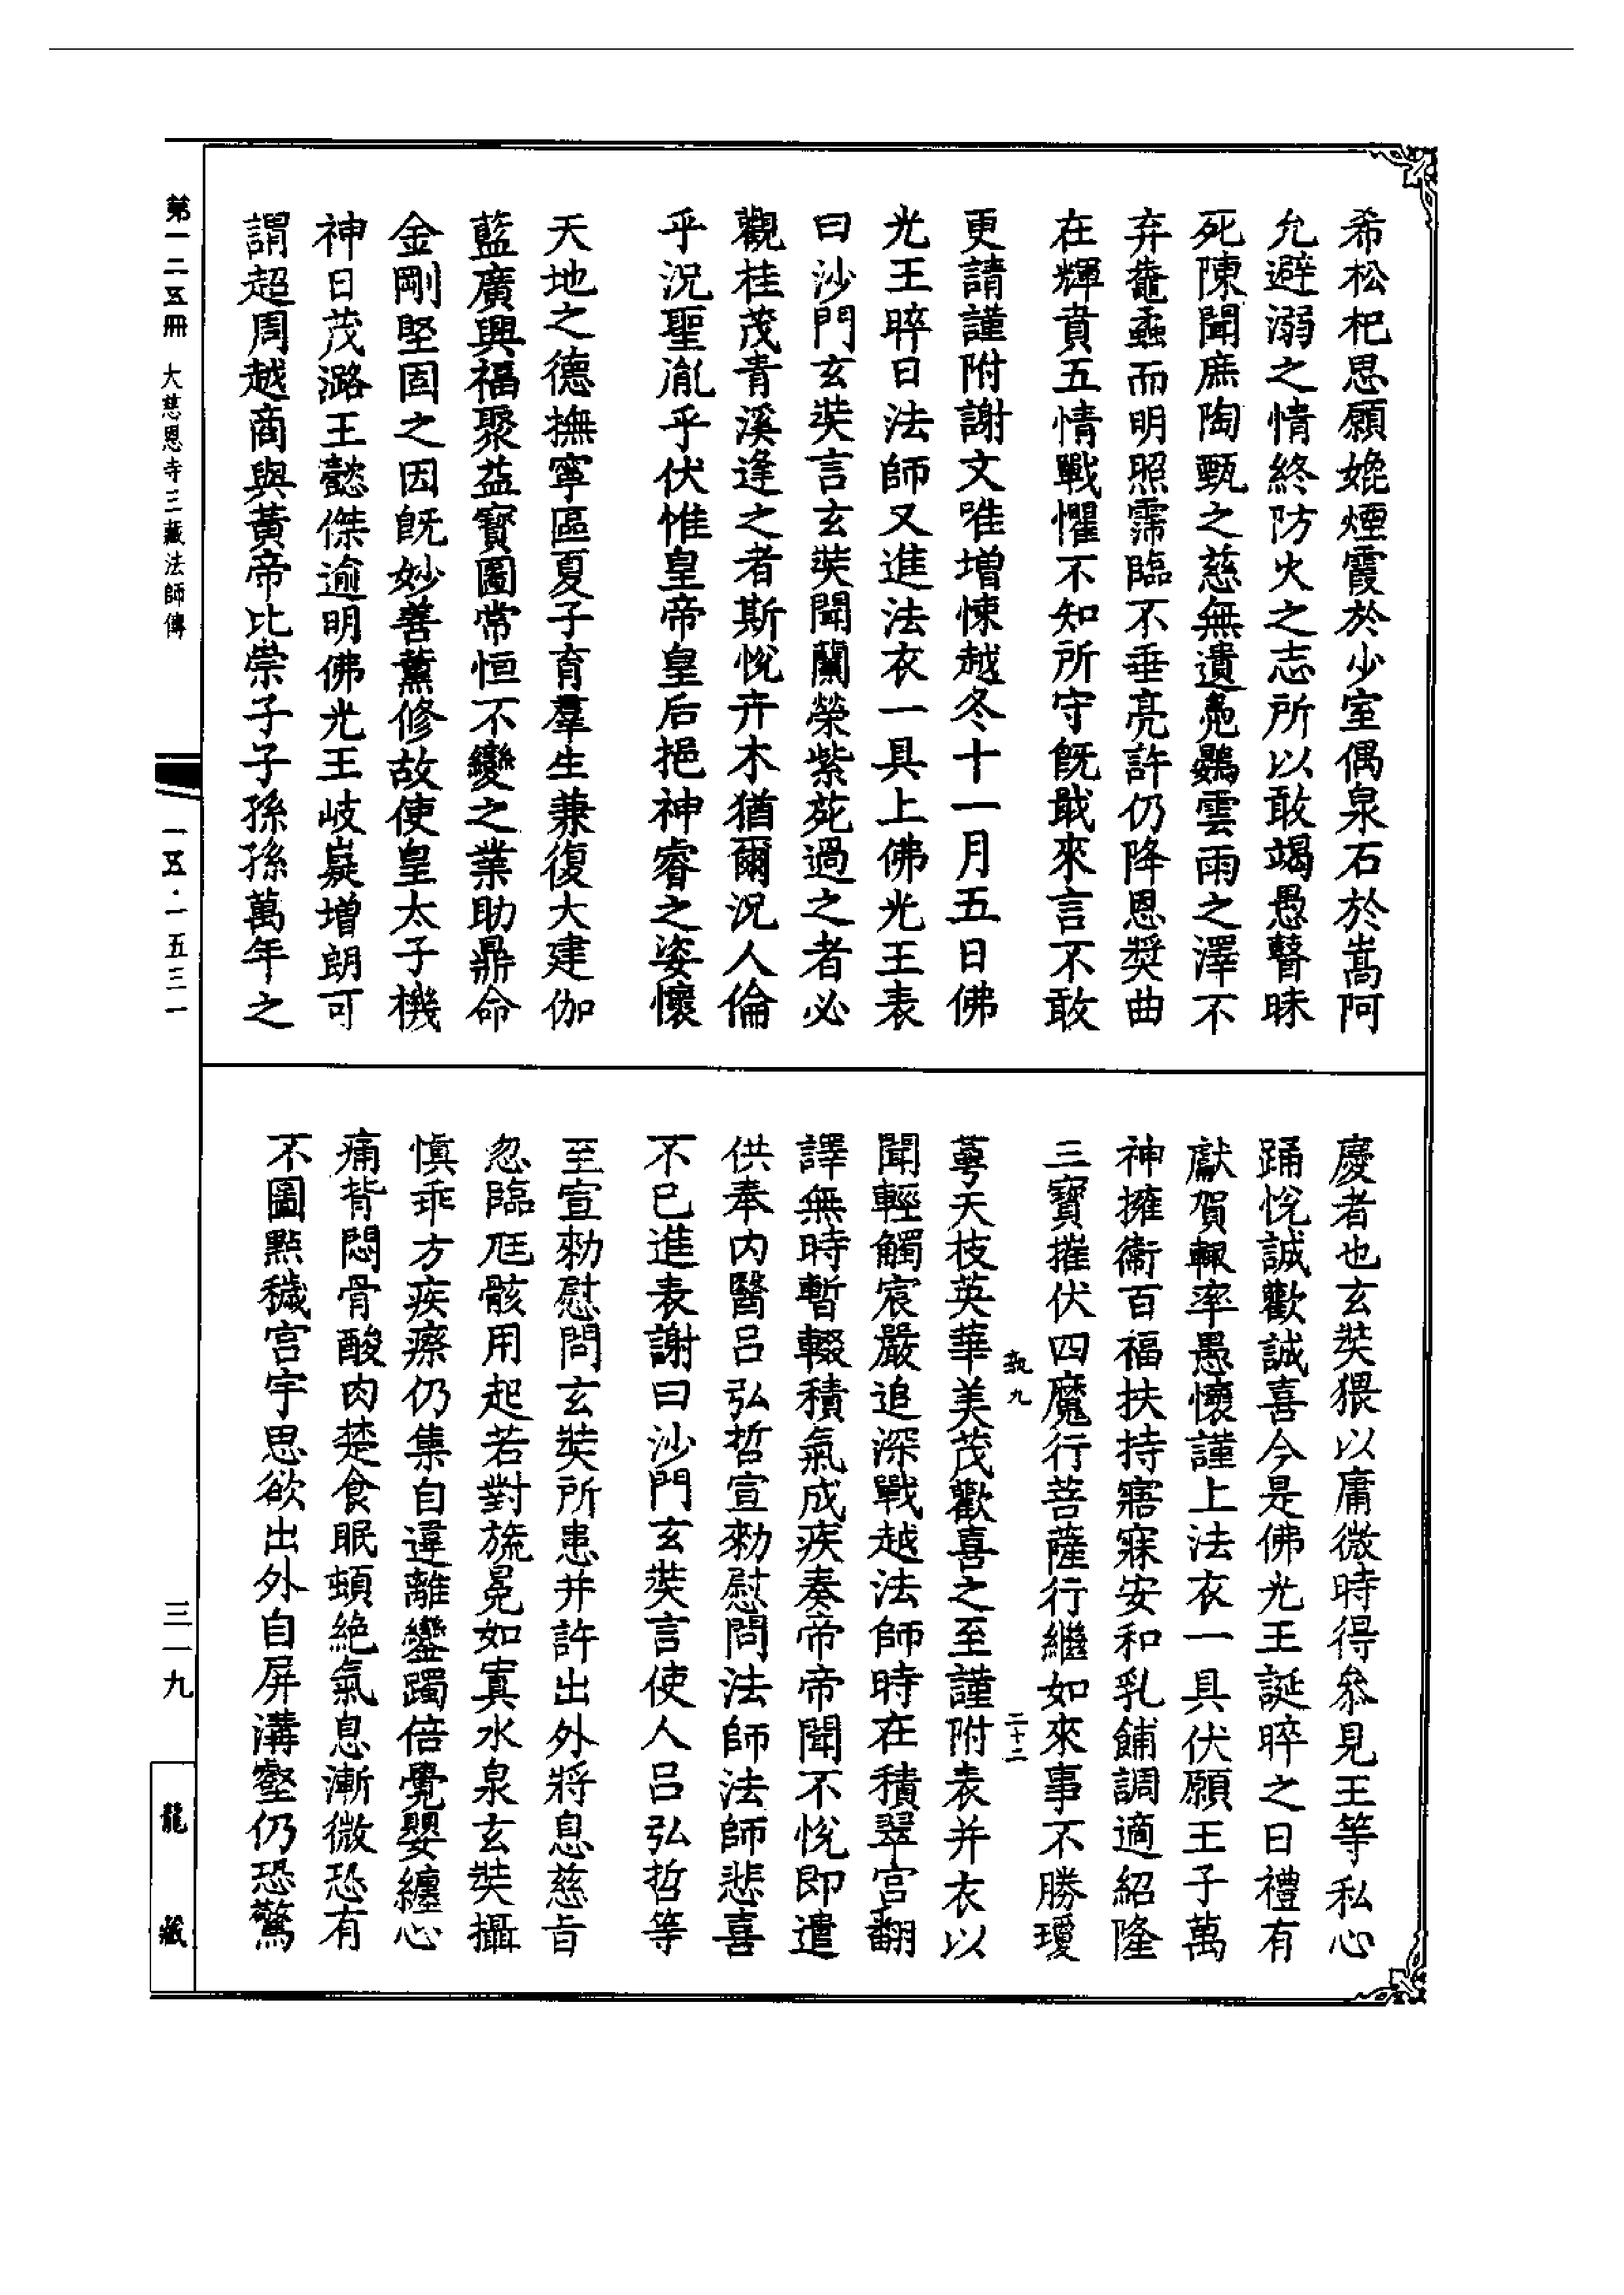 希松杞思願媲煙霞於少室偶泉石於嵩阿
允避溺之情終防火之志所以敢竭愚瞽昧
死陳聞庶陶甄之慈無遺鳧鷃雲雨之澤不
弃蠅蟊而明照霈臨不垂亮許仍降恩奬曲
在輝賁五情戰懼不知所守既戢來言不敢
更請謹附謝文唯增悚越冬十一月五日佛
光王晬日法師又進法衣一具上佛光王表
曰沙門玄奘言玄奘聞蘭榮紫菀過之者必
觀桂茂青溪逢之者斯悅卉木猶爾況人倫
乎況聖胤乎伏惟皇帝皇后挹神睿之姿懷
天地之德撫寧區夏子育羣生兼復大建伽
藍廣興福聚益寳圖常恒不變之業助鼎命
金剛堅固之因既妙善薰修故使皇太子機
神日茂潞王懿傑逾明佛光王岐嶷增朗可
謂超周越商與黃帝比崇子子孫孫萬年之
慶者也玄奘猥以庸微時得叅見王等私心
踊悅誠歡誠喜今是佛光王誕晬之日禮有
獻賀輙率愚懷謹上法衣一具伏願王子萬
神擁衞百福扶持寤寐安和乳餔調適紹隆
三寳摧伏四魔行菩薩行繼如來事不勝瓊
執九
二十二
萼天枝英華美茂歡喜之至謹附表并衣以
聞輕觸宸嚴追深戰越法師時在積翠宮翻
譯無時暫輟積氣成疾奏帝帝聞不悅即遣
供奉內醫呂弘哲宣勑慰問法師法師悲喜
不已進表謝曰沙門玄奘言使人呂弘哲等
至宣勑慰問玄奘所患并許出外將息慈旨
忽臨尫骸用起若對旒冕如寘水泉玄奘攝
慎乖方疾瘵仍集自違離鑾躅倍覺嬰纏心
痛背悶骨酸肉楚食眠頓絕氣息漸微恐有
不圖點穢宮宇思欲出外自屏溝壑仍恐驚
第一二五冊
大慈恩寺三藏法師傳
一五·一五三一
三一九
龍藏